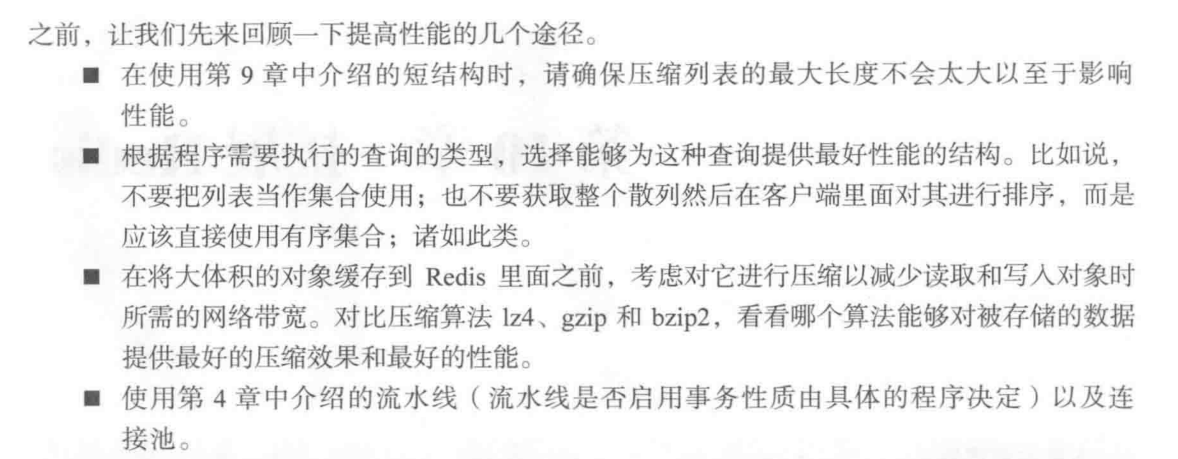 之前，让我们先来回顾一下提高性能的几个途径。
■ 在使用第 9 章中介绍的短结构时，请确保压缩列表的最大长度不会太大以至于影响
性能。
■ 根据程序需要执行的查询的类型，选择能够为这种查询提供最好性能的结构。比如说，
不要把列表当作集合使用；也不要获取整个散列然后在客户端里面对其进行排序，而是
应该直接使用有序集合；诸如此类。
■ 在将大体积的对象缓存到 Redis 里面之前，考虑对它进行压缩以减少读取和写入对象时
所需的网络带宽。对比压缩算法 lz4、gzip 和 bzip2，看看哪个算法能够对被存储的数据
提供最好的压缩效果和最好的性能。
■ 使用第 4 章中介绍的流水线（流水线是否启用事务性质由具体的程序决定）以及连
接池。